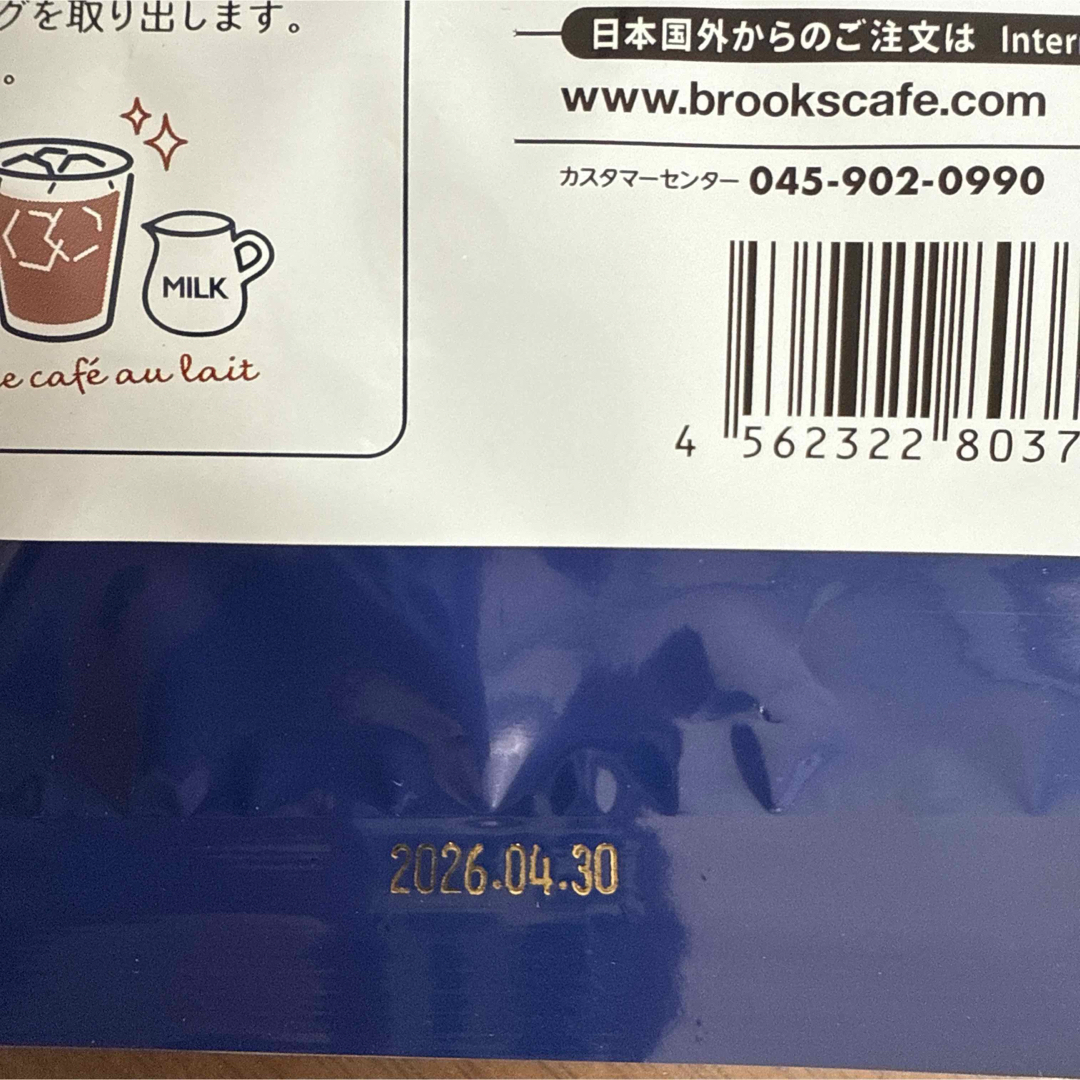 グを取り出します。
。
MILK
e café au lait
日本国外からのご注文は Inter
www.brookscafe.com
カスタマーセンター 045-902-0990
4 562322 8037
2026.04.30